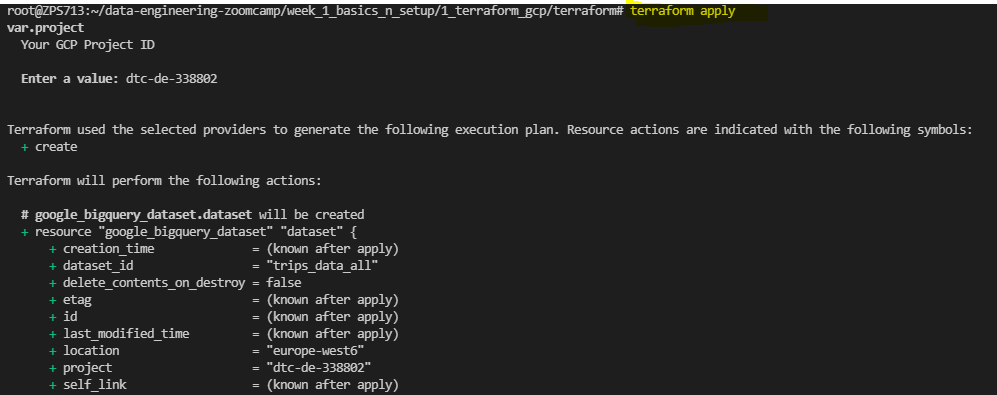 root@ZPS713:~/data-engineering-zoomcamp/week_1_basics_n_setup/1_terraform_gcp/terraform# terraform apply
var.project
  Your GCP Project ID

  Enter a value: dtc-de-338802


Terraform used the selected providers to generate the following execution plan. Resource actions are indicated with the following symbols:
  + create

Terraform will perform the following actions:

  # google_bigquery_dataset.dataset will be created
  + resource "google_bigquery_dataset" "dataset" {
      + creation_time              = (known after apply)
      + dataset_id                 = "trips_data_all"
      + delete_contents_on_destroy = false
      + etag                       = (known after apply)
      + id                         = (known after apply)
      + last_modified_time         = (known after apply)
      + location                   = "europe-west6"
      + project                    = "dtc-de-338802"
      + self_link                  = (known after apply)